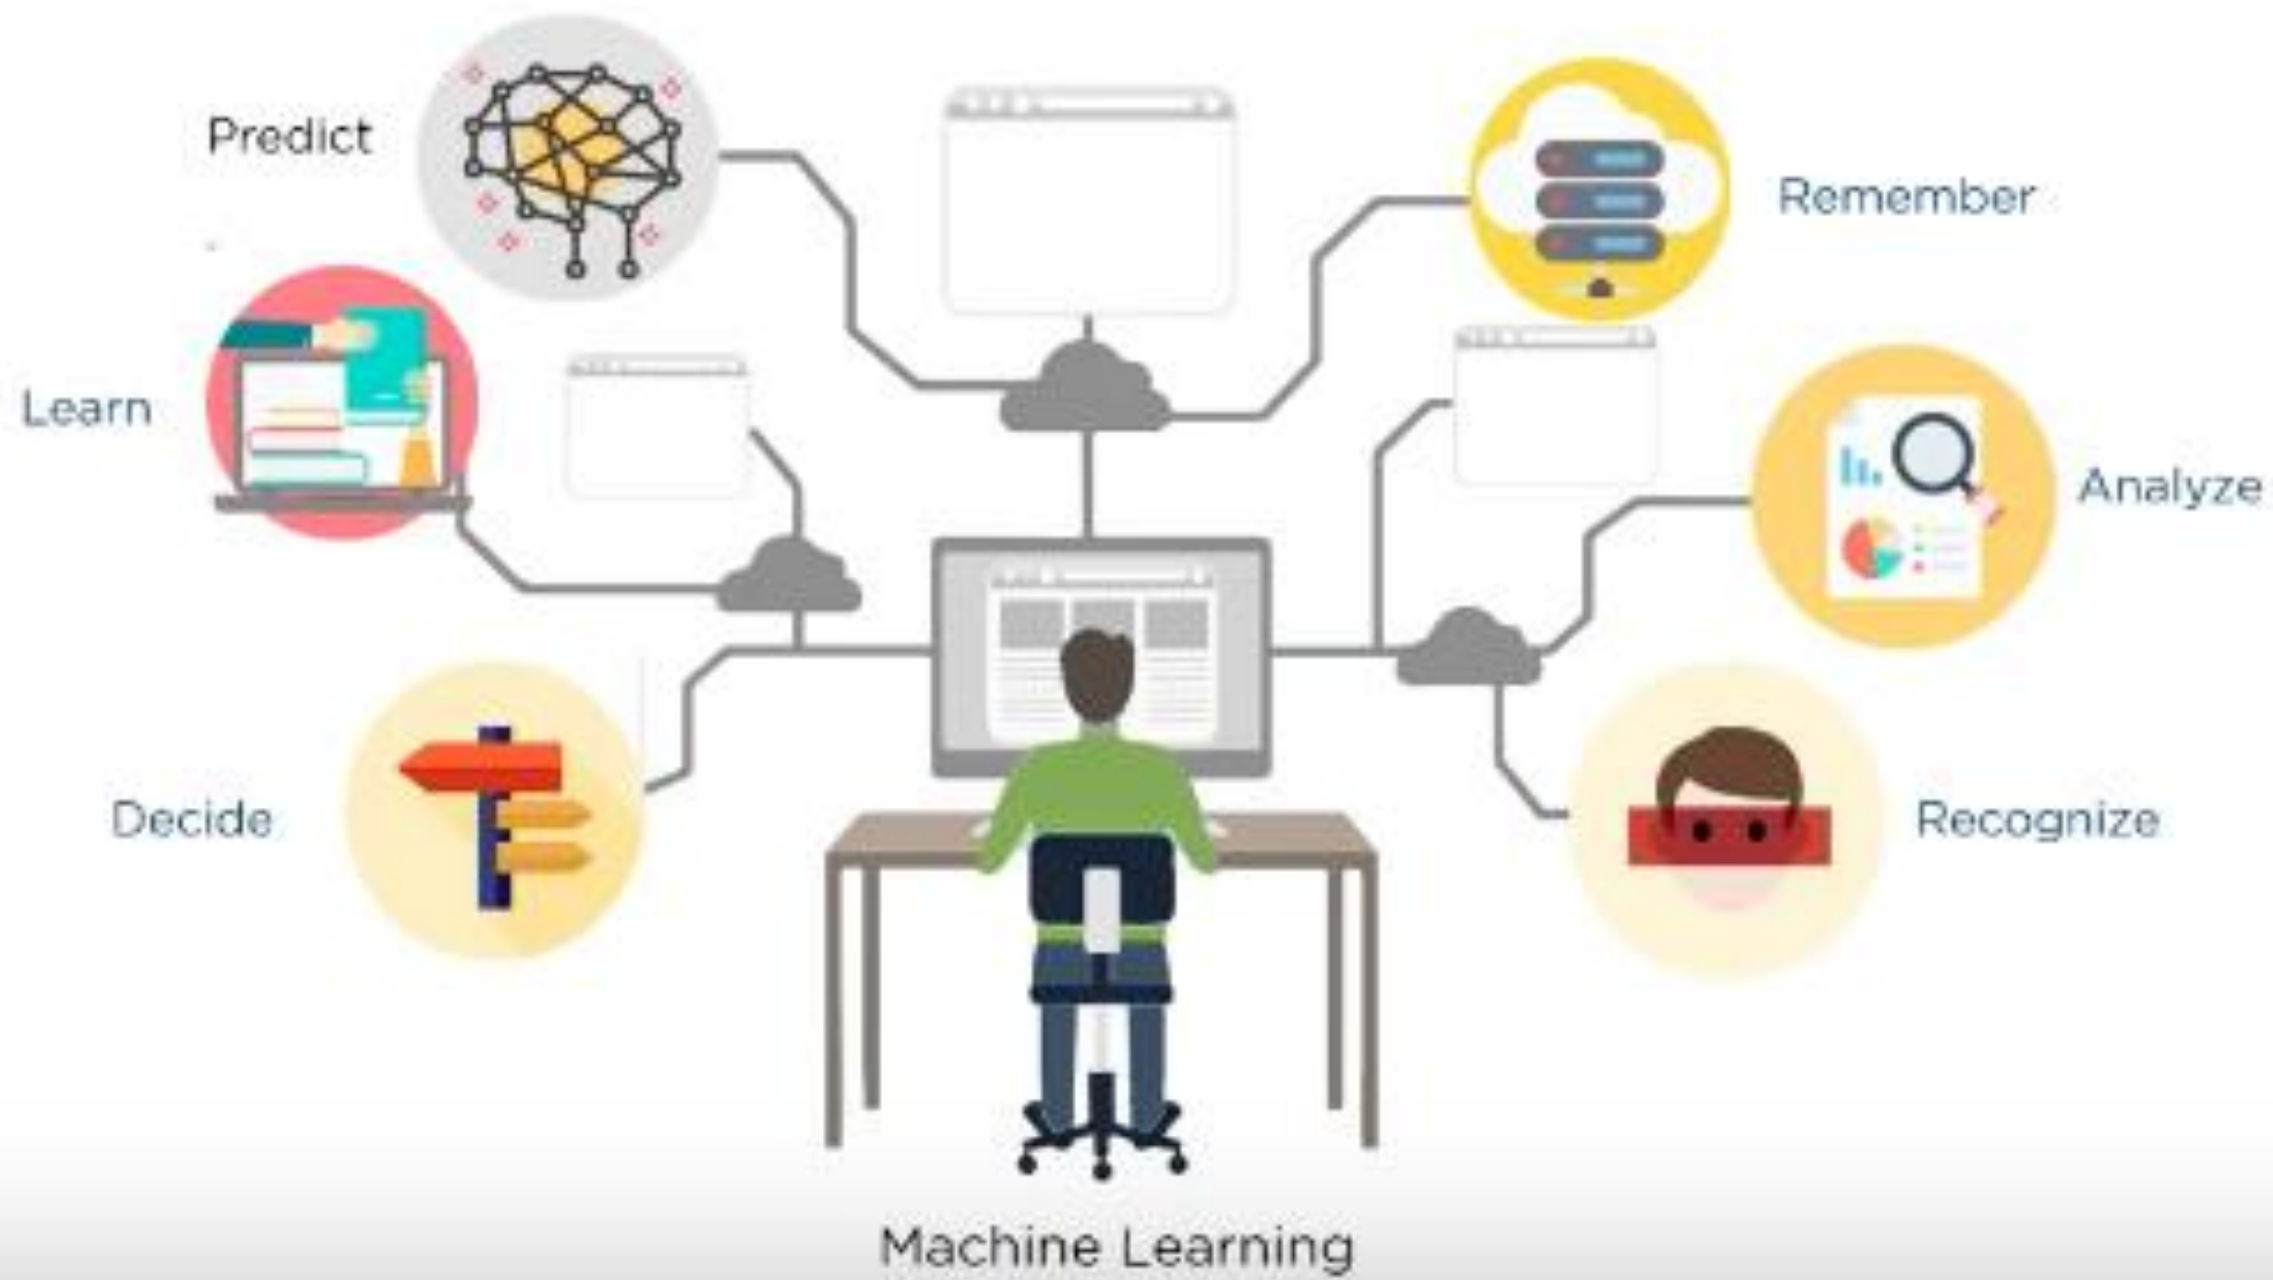 Predict
Remember
Learn
Analyze
Decide
Recognize
Machine Learning